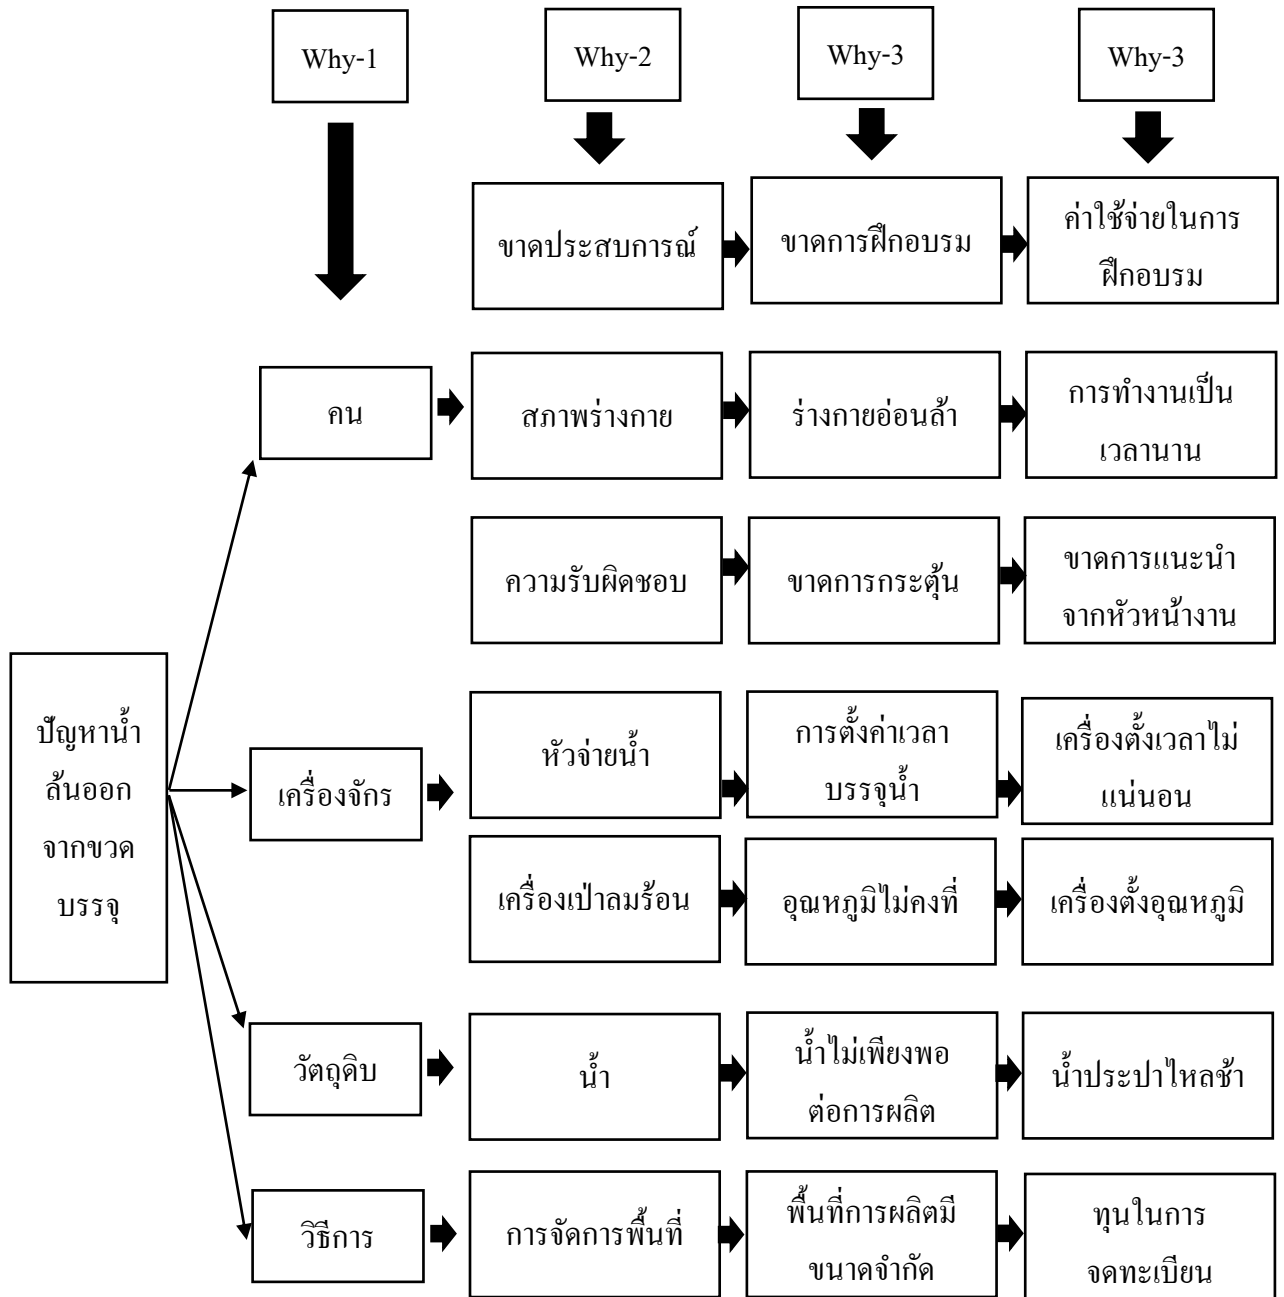 Why-1
Why-2
Why-3
Why-3
ขาดประสบการณ์
ขาดการฝึกอบรม
ค่าใช้จ่ายในการ
ฝึกอบรม
คน
สภาพร่างกาย
ร่างกายอ่อนล้า
การทำงานเป็น
เวลานาน
ความรับผิดชอบ
ขาดการกระตุ้น
ขาดการแนะนำ
จากหัวหน้างาน
ปัญหาน้ำ
ล้นออก
จากขวด
บรรจุ
เครื่องจักร
หัวจ่ายน้ำ
การตั้งค่าเวลา
บรรจุน้ำ
เครื่องตั้งเวลาไม่
แน่นอน
เครื่องเป่าลมร้อน
อุณหภูมิไม่คงที่
เครื่องตั้งอุณหภูมิ
วัตถุดิบ
น้ำ
น้ำไม่เพียงพอ
ต่อการผลิต
น้ำประปาไหลช้า
วิธีการ
การจัดการพื้นที่
พื้นที่การผลิตมี
ขนาดจำกัด
ทุนในการ
จดทะเบียน